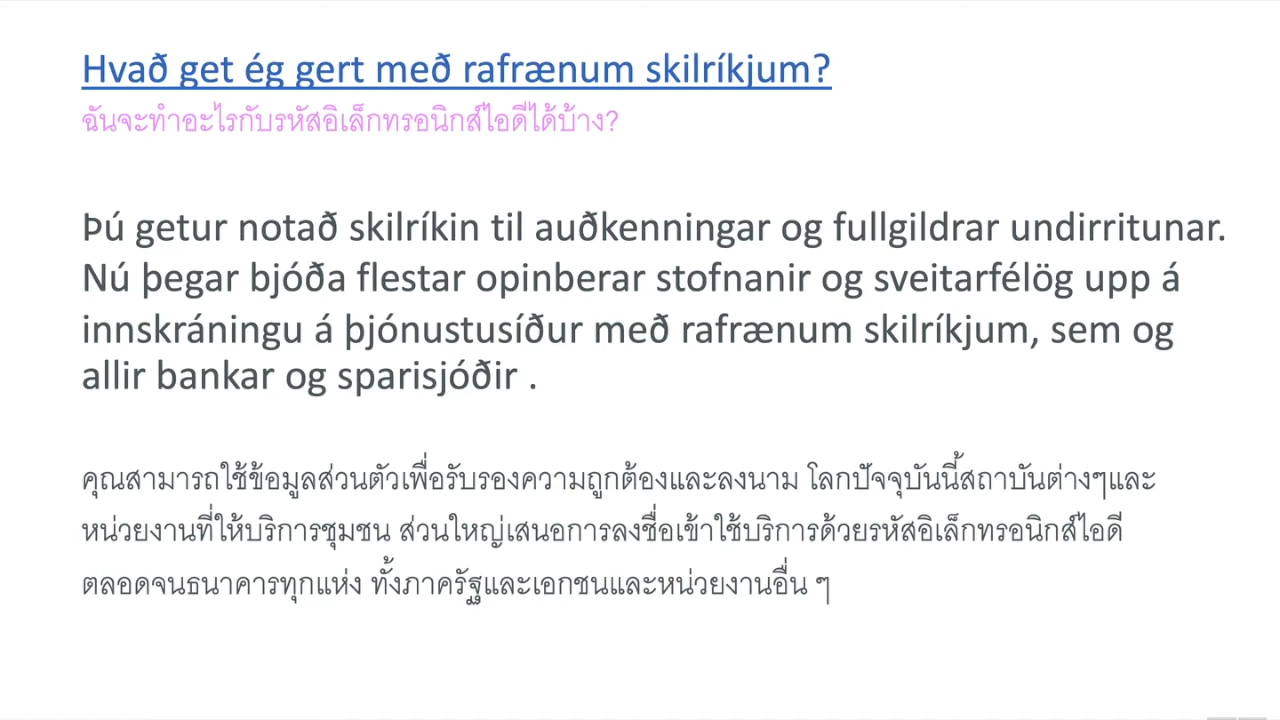 Hvað get ég gert með rafrænum skilríkjum?
ฉันจะทำอะไรกับรหัสอิเล็กทรอนิกส์ไอดีได้บ้าง?
Þú getur notað skilríkin til auðkenningar og fullgildrar undirritunar.
Nú þegar bjóða flestar opinberar stofnanir og sveitarfélög upp á
innskráningu á þjónustusíður með rafrænum skilríkjum, sem og
allir bankar og sparisjóðir .
คุณสามารถใช้ข้อมูลส่วนตัวเพื่อรับรองความถูกต้องและลงนาม โลกปัจจุบันนี้สถาบันต่างๆและ
หน่วยงานที่ให้บริการชุมชน ส่วนใหญ่เสนอการลงชื่อเข้าใช้บริการด้วยรหัสอิเล็กทรอนิกส์ไอดี
ตลอดจนธนาคารทุกแห่ง ทั้งภาครัฐและเอกชนและหน่วยงานอื่น ๆ